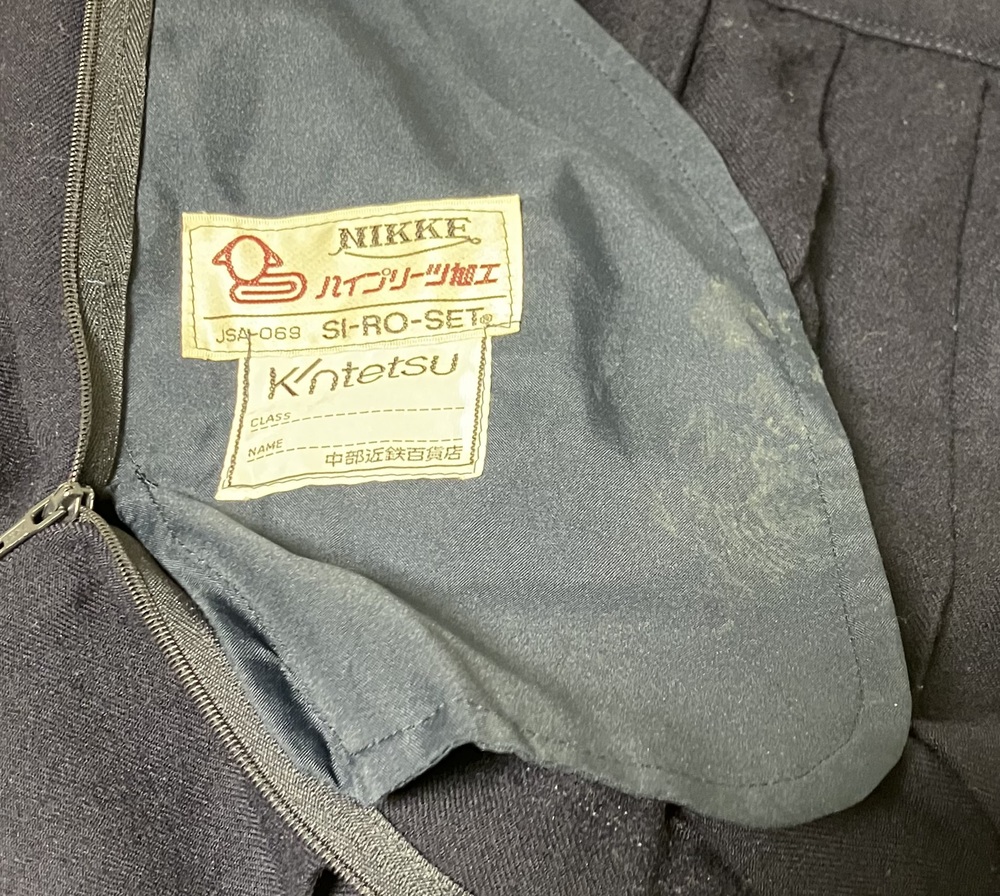 NIKKE
ハイプリーツ加工
JSA-069 SI-RO-SET®
Kintetsu
CLASS
NAME
中部近鉄百貨店